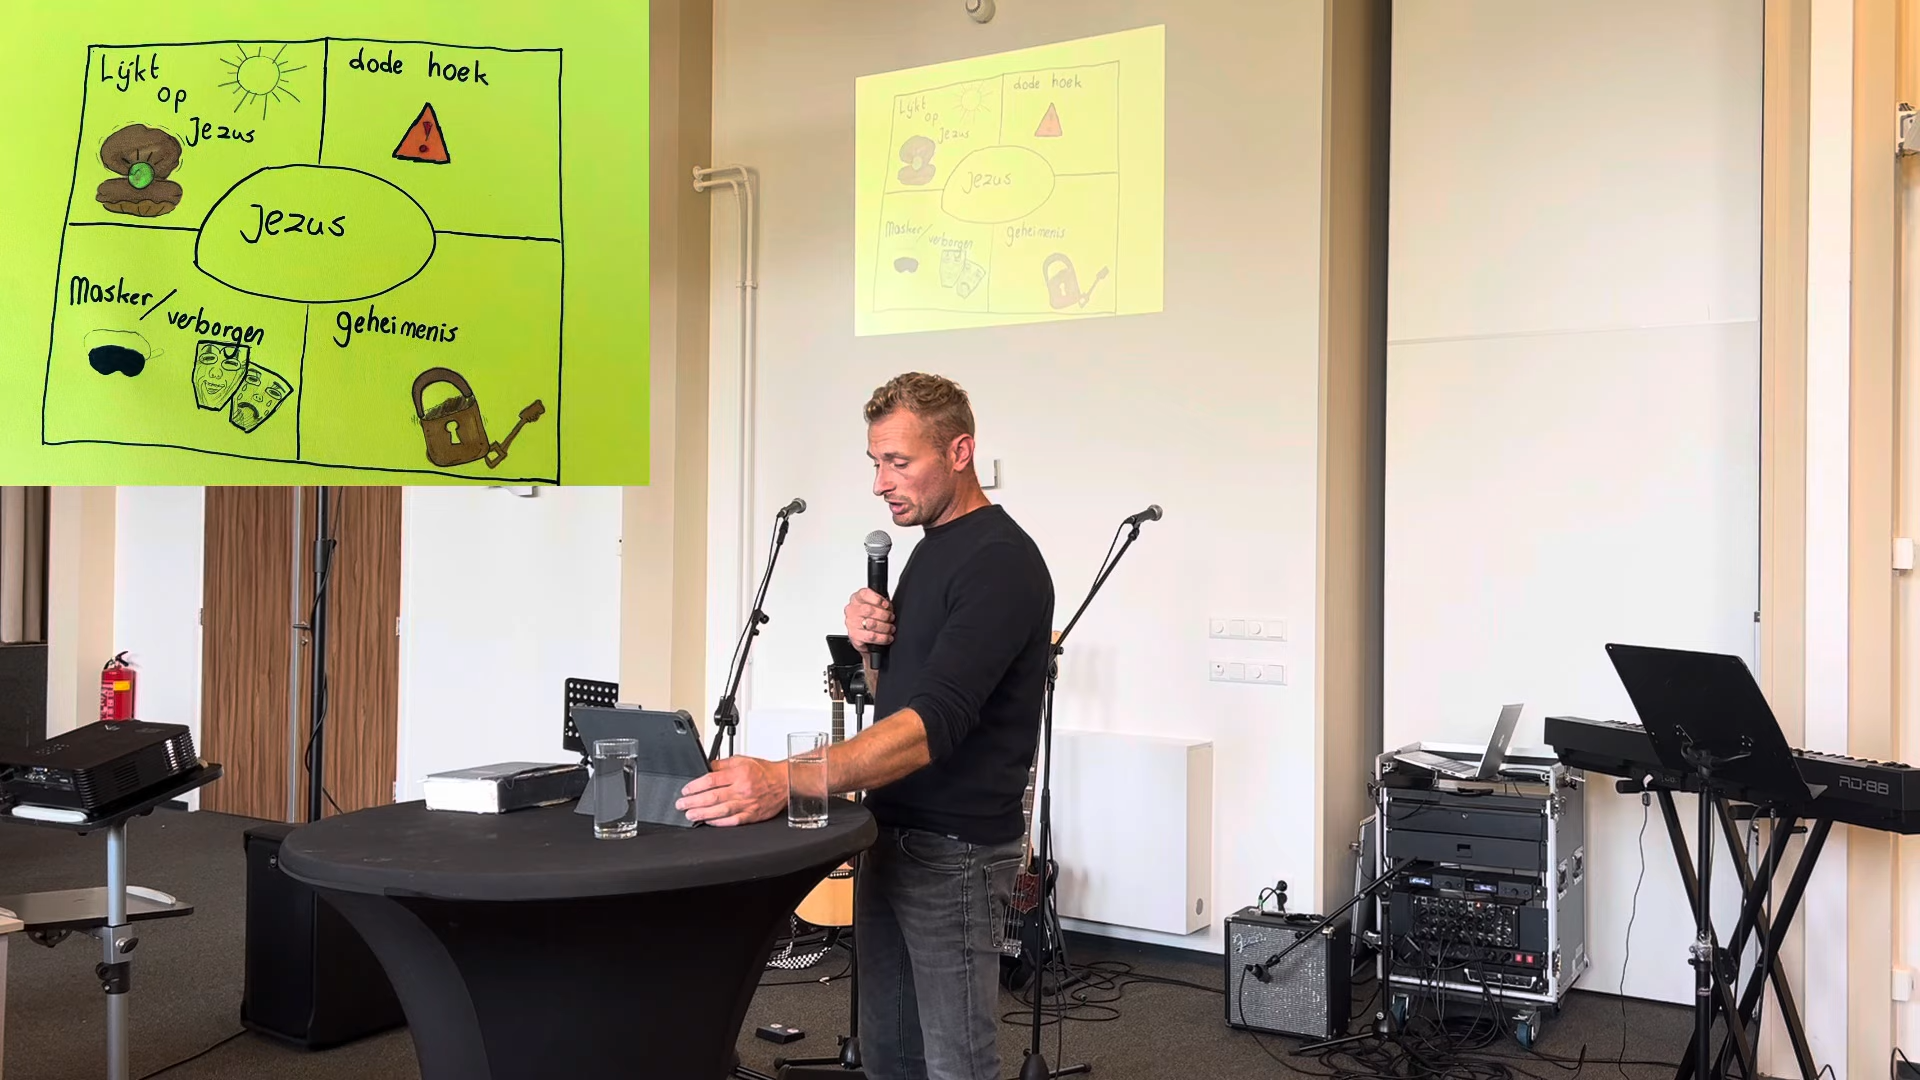 Lijkt
op
Jezus
dode hoek
Jezus
Masker/
verborgen
geheimenis
Lijkt
op
Jezus
dode hoek
Jezus
Masker/
verborgen
geheimenis
Fender
RD-88